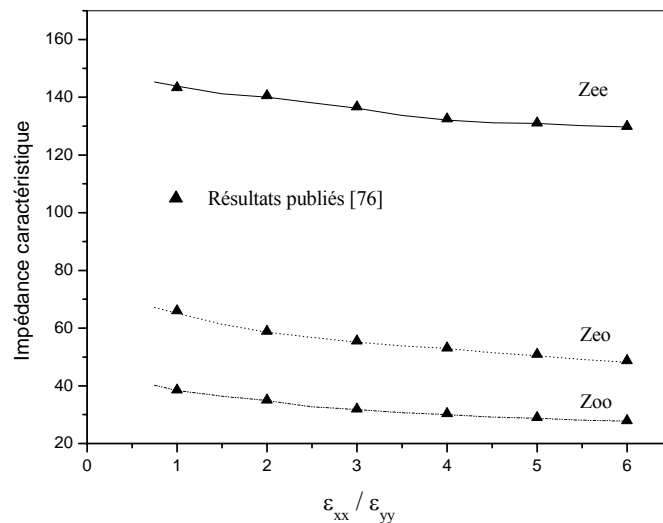 160
140
120
100
80
60
40
20
0
1
2
3
4
5
6
Impédance caractéristique
εxx / εyy
Zee
Résultats publiés [76]
Zeo
Zoo